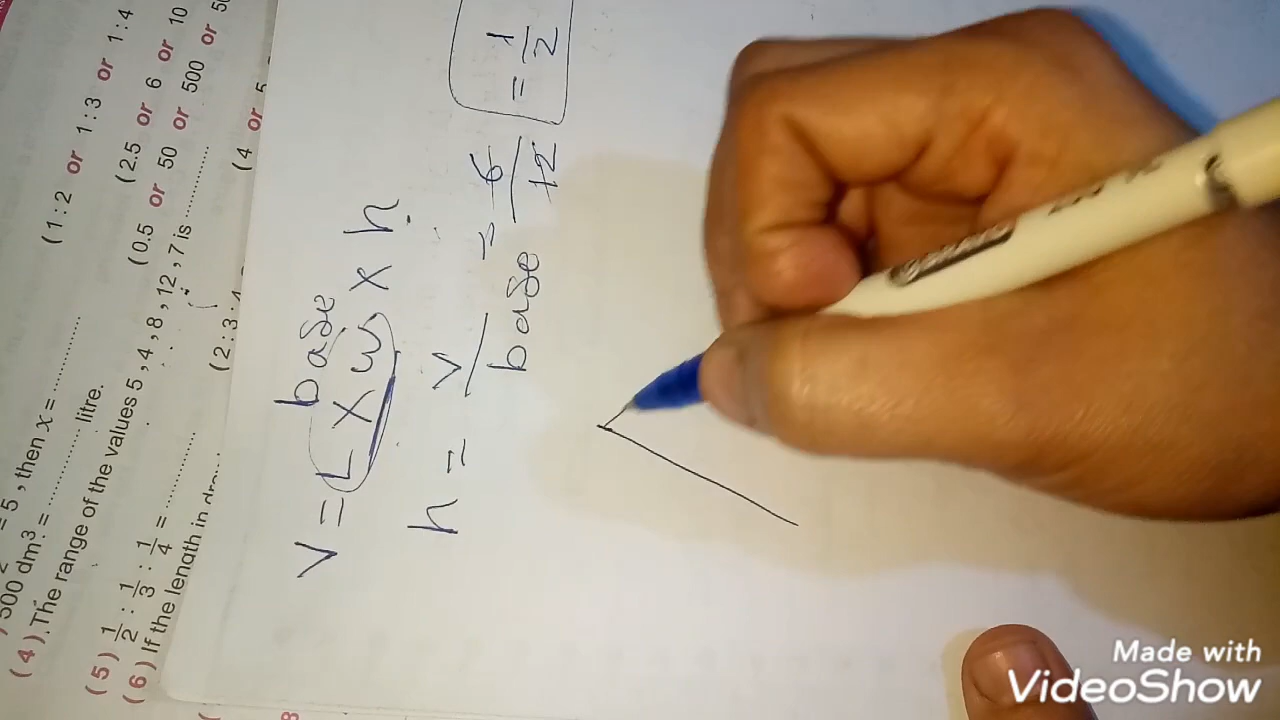 (1 : 2 or 1 : 3 or 1 : 4
= 5 , then x = ............
(2.5 or 6 or 10
500 dm³ = ............ litre.
(0.5 or 50 or 500 or
(4) The range of the values 5 , 4 , 8 , 12 , 7 is ............
(4 or 5
(5) 1/2 : 1/3 : 1/4 = ............
(2 : 3 : 4
(6) If the length in
base
V = L x w x h
h = V / base = 6 / 12 = 1 / 2
Made with
VideoShow